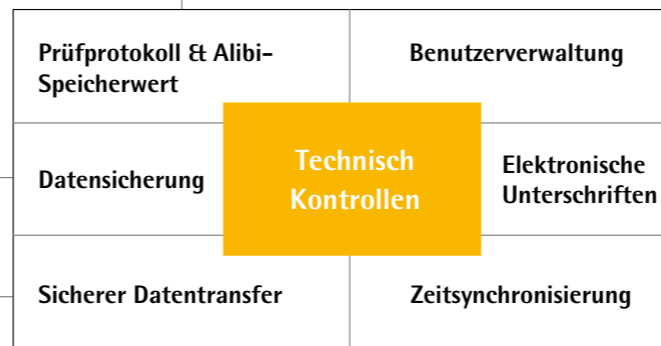 Prüfprotokoll & Alibi-
Speicherwert
Benutzerverwaltung
Technisch
Kontrollen
Datensicherung
Elektronische
Unterschriften
Sicherer Datentransfer
Zeitsynchronisierung